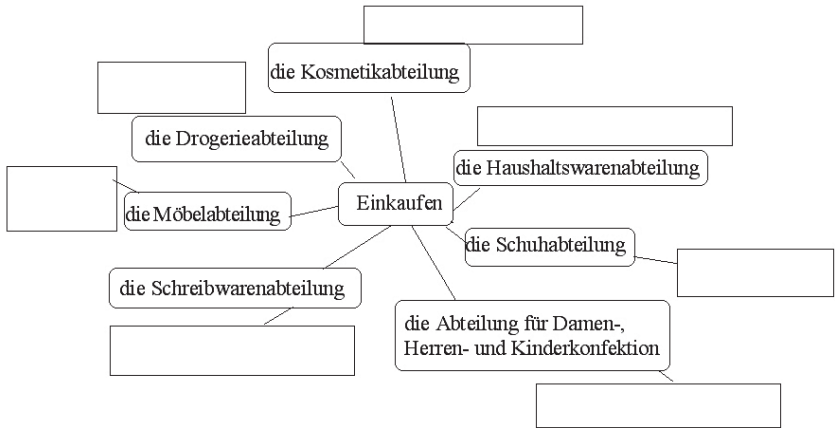 die Kosmetikabteilung
die Drogerieabteilung
die Haushaltswarenabteilung
die Möbelabteilung
Einkaufen
die Schuhabteilung
die Schreibwarenabteilung
die Abteilung für Damen-,
Herren- und Kinderkonfektion